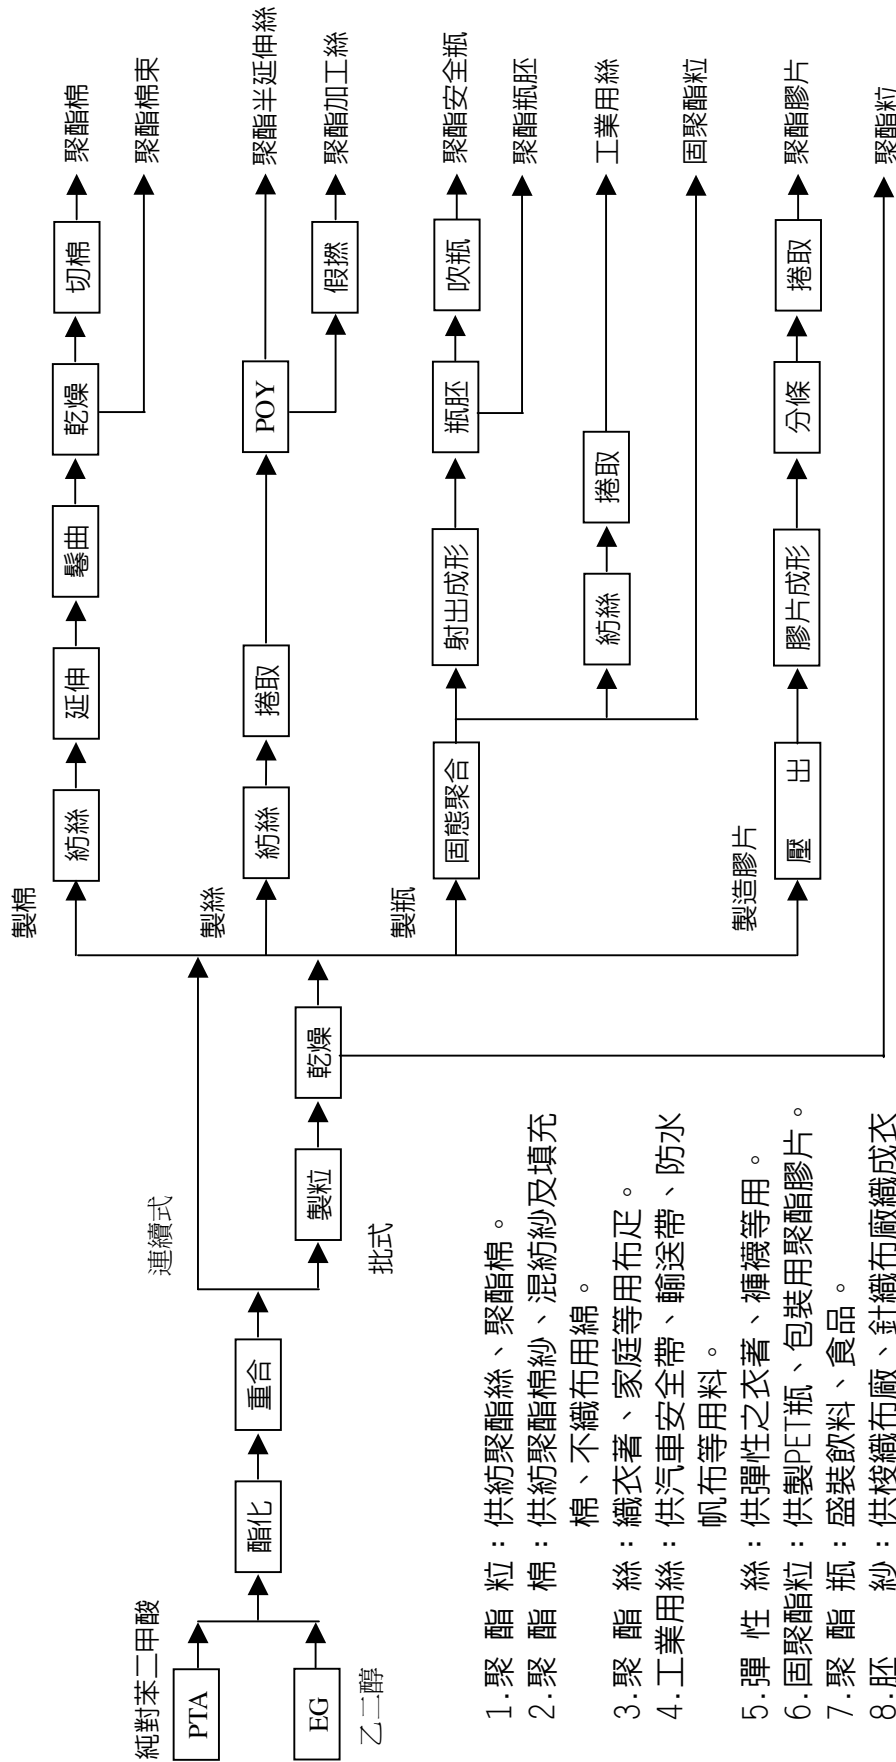 純對苯二甲酸
PTA
EG
乙二醇
酯化
重合
連續式
批式
製粒
乾燥
製棉
紡絲
延伸
鬈曲
乾燥
切棉
聚酯棉
聚酯棉束
製絲
紡絲
捲取
POY
假撚
聚酯半延伸絲
聚酯加工絲
製瓶
固態聚合
射出成形
瓶胚
吹瓶
聚酯安全瓶
聚酯瓶胚
紡絲
捲取
工業用絲
固聚酯粒
製造膠片
壓出
膠片成形
分條
捲取
聚酯膠片
聚酯粒
1.聚酯粒：供紡聚酯絲、聚酯棉。
2.聚酯棉：供紡聚酯棉紗、混紡紗及填充
棉、不織布用綿。
3.聚酯絲：織衣著、家庭等用布疋。
4.工業用絲：供汽車安全帶、輸送帶、防水
帆布等用料。
5.彈性絲：供彈性之衣著、褲襪等用。
6.固聚酯粒：供製PET瓶、包裝用聚酯膠片。
7.聚酯瓶：盛裝飲料、食品。
8.胚紗：供梭織布廠、針織布廠織成衣